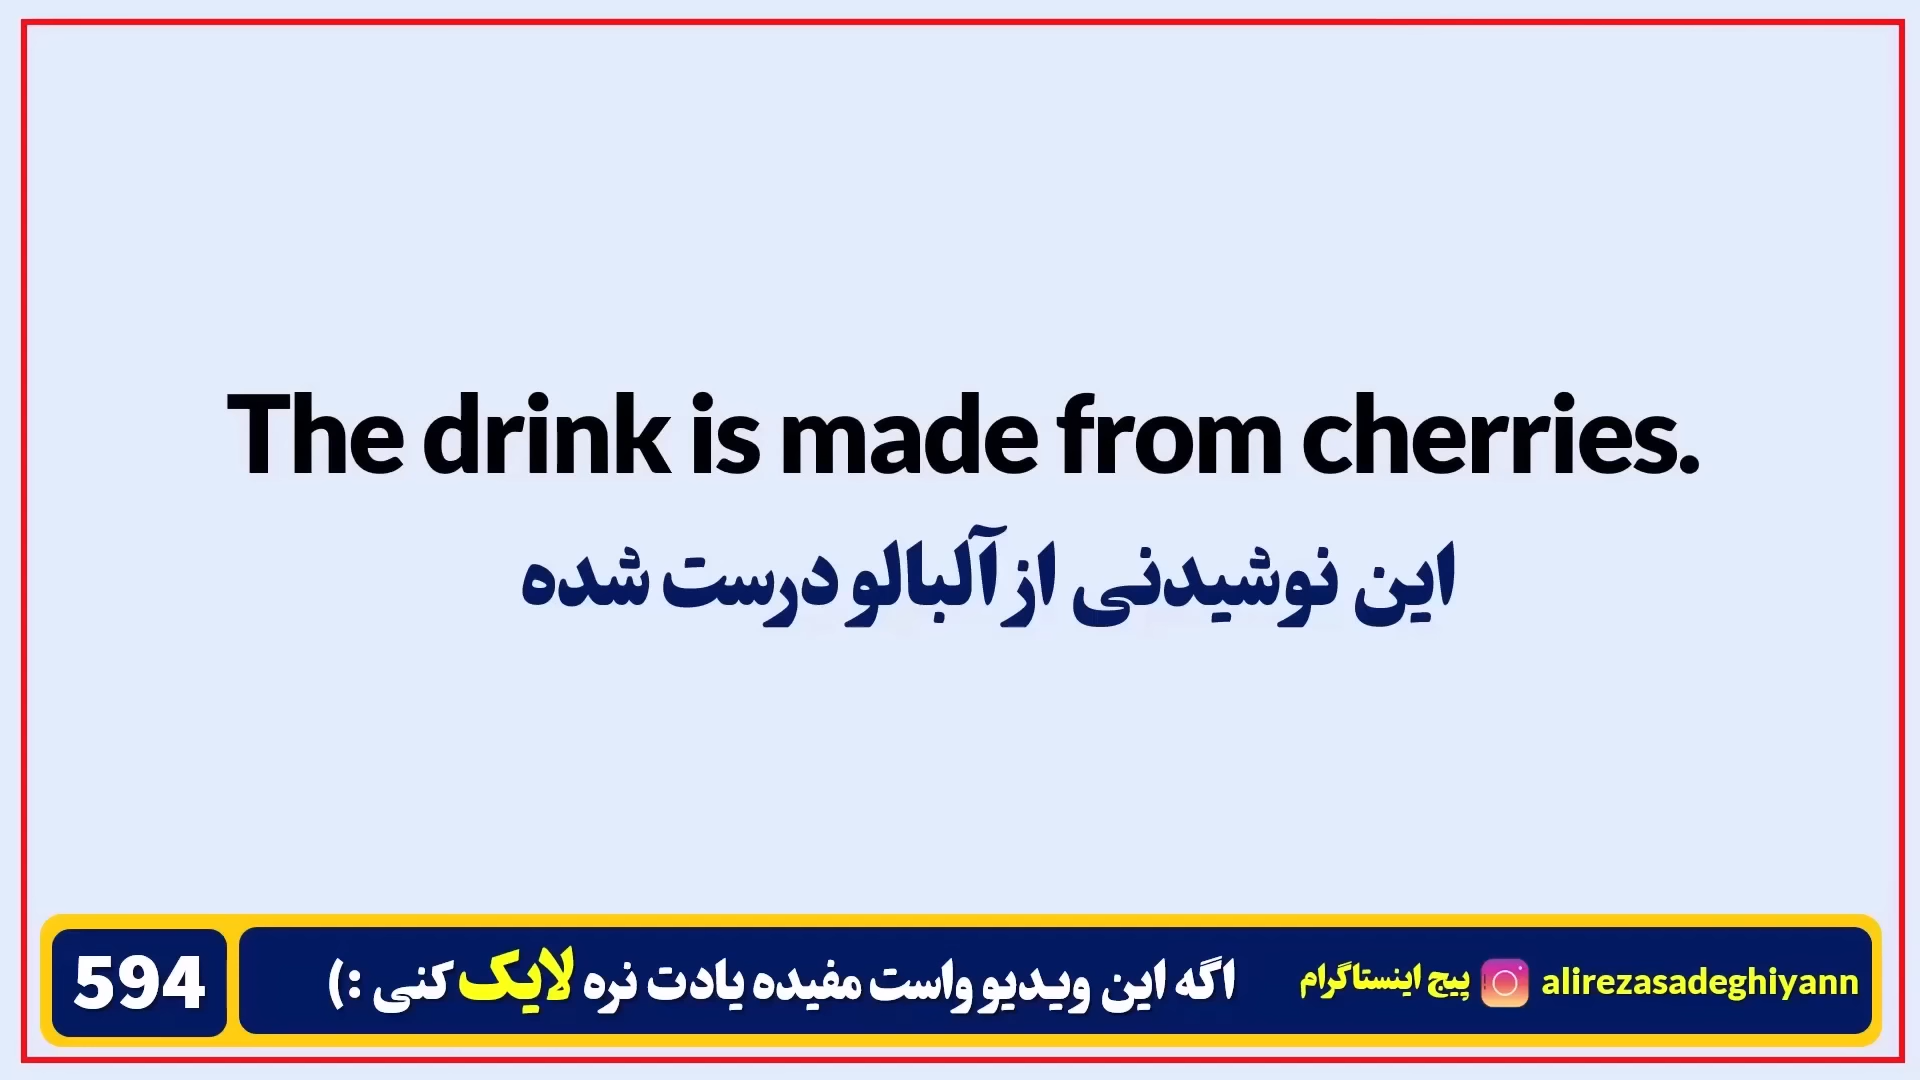 The drink is made from cherries.
این نوشیدنی از آلبالو درست شده
594
اگه این ویدیو واست مفیده یادت نره لایک کنی :)
پیج اینستاگرام
alirezasadeghiyann